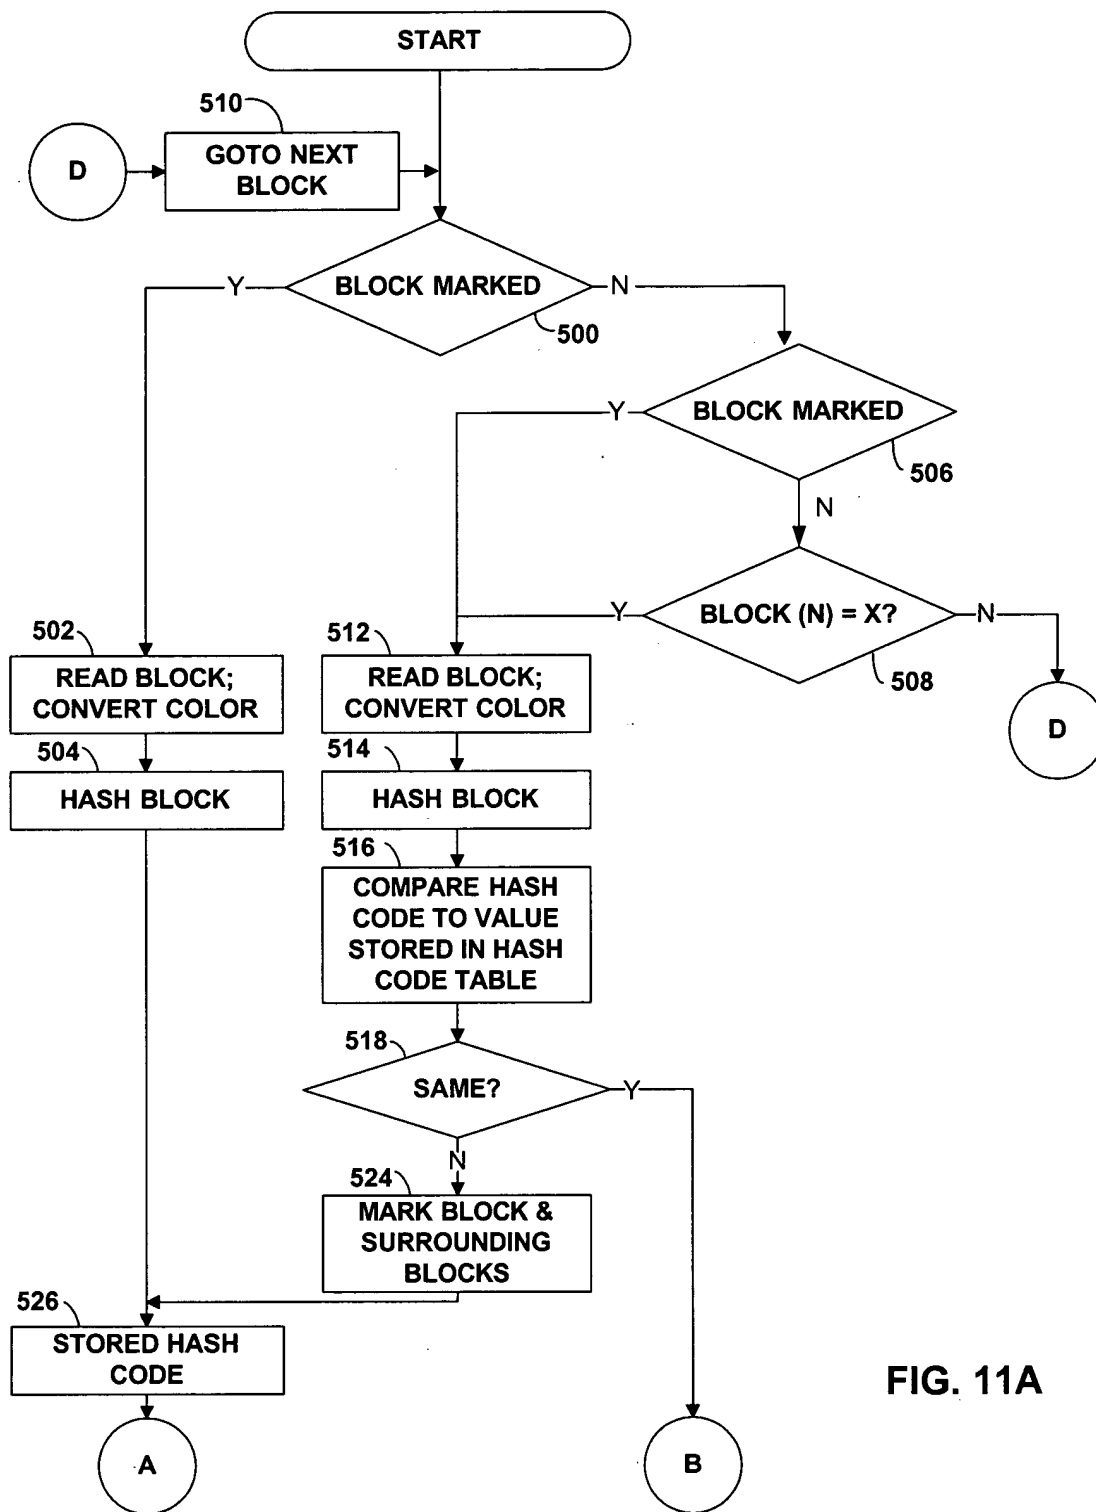 START
510
D
GOTO NEXT
BLOCK
Y
BLOCK MARKED
N
500
Y
BLOCK MARKED
506
N
Y
BLOCK (N) = X?
N
508
D
502
READ BLOCK;
CONVERT COLOR
512
READ BLOCK;
CONVERT COLOR
504
HASH BLOCK
514
HASH BLOCK
516
COMPARE HASH
CODE TO VALUE
STORED IN HASH
CODE TABLE
518
SAME?
Y
N
524
MARK BLOCK &
SURROUNDING
BLOCKS
526
STORED HASH
CODE
FIG. 11A
A
B